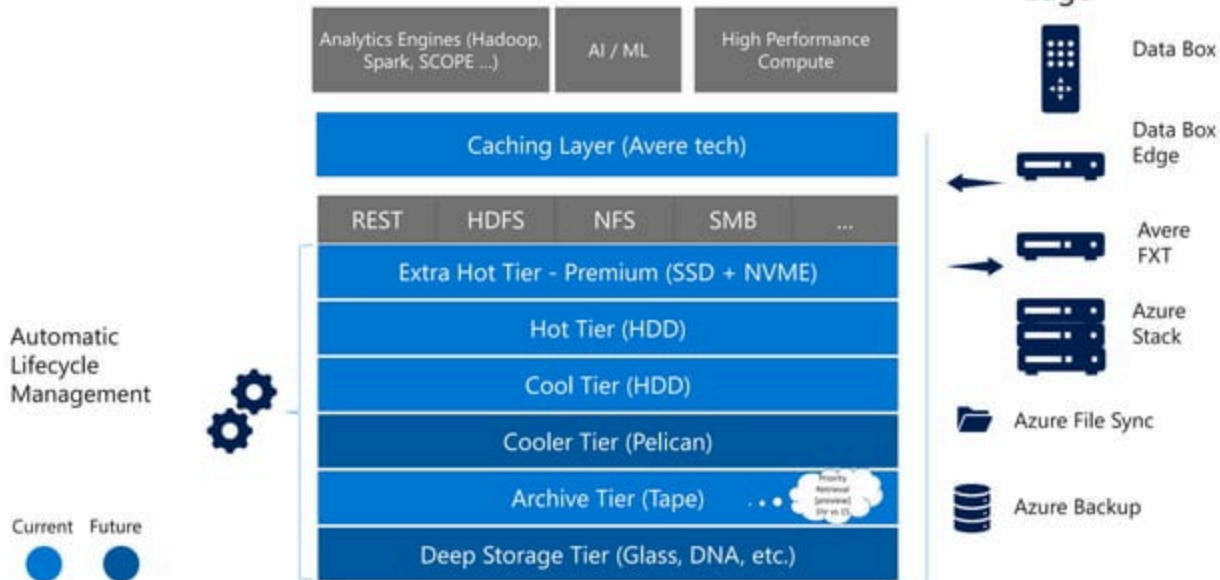 Edge
Analytics Engines (Hadoop,
Spark, SCOPE ...)
AI / ML
High Performance
Compute
Data Box
Caching Layer (Avere tech)
Data Box
Edge
REST
HDFS
NFS
SMB
...
Avere
FXT
Extra Hot Tier - Premium (SSD + NVME)
Hot Tier (HDD)
Azure
Stack
Automatic
Lifecycle
Management
Cool Tier (HDD)
Azure File Sync
Cooler Tier (Pelican)
Archive Tier (Tape)
Priority
Retrieval
[preview]
Azure Backup
Current
Future
Deep Storage Tier (Glass, DNA, etc.)